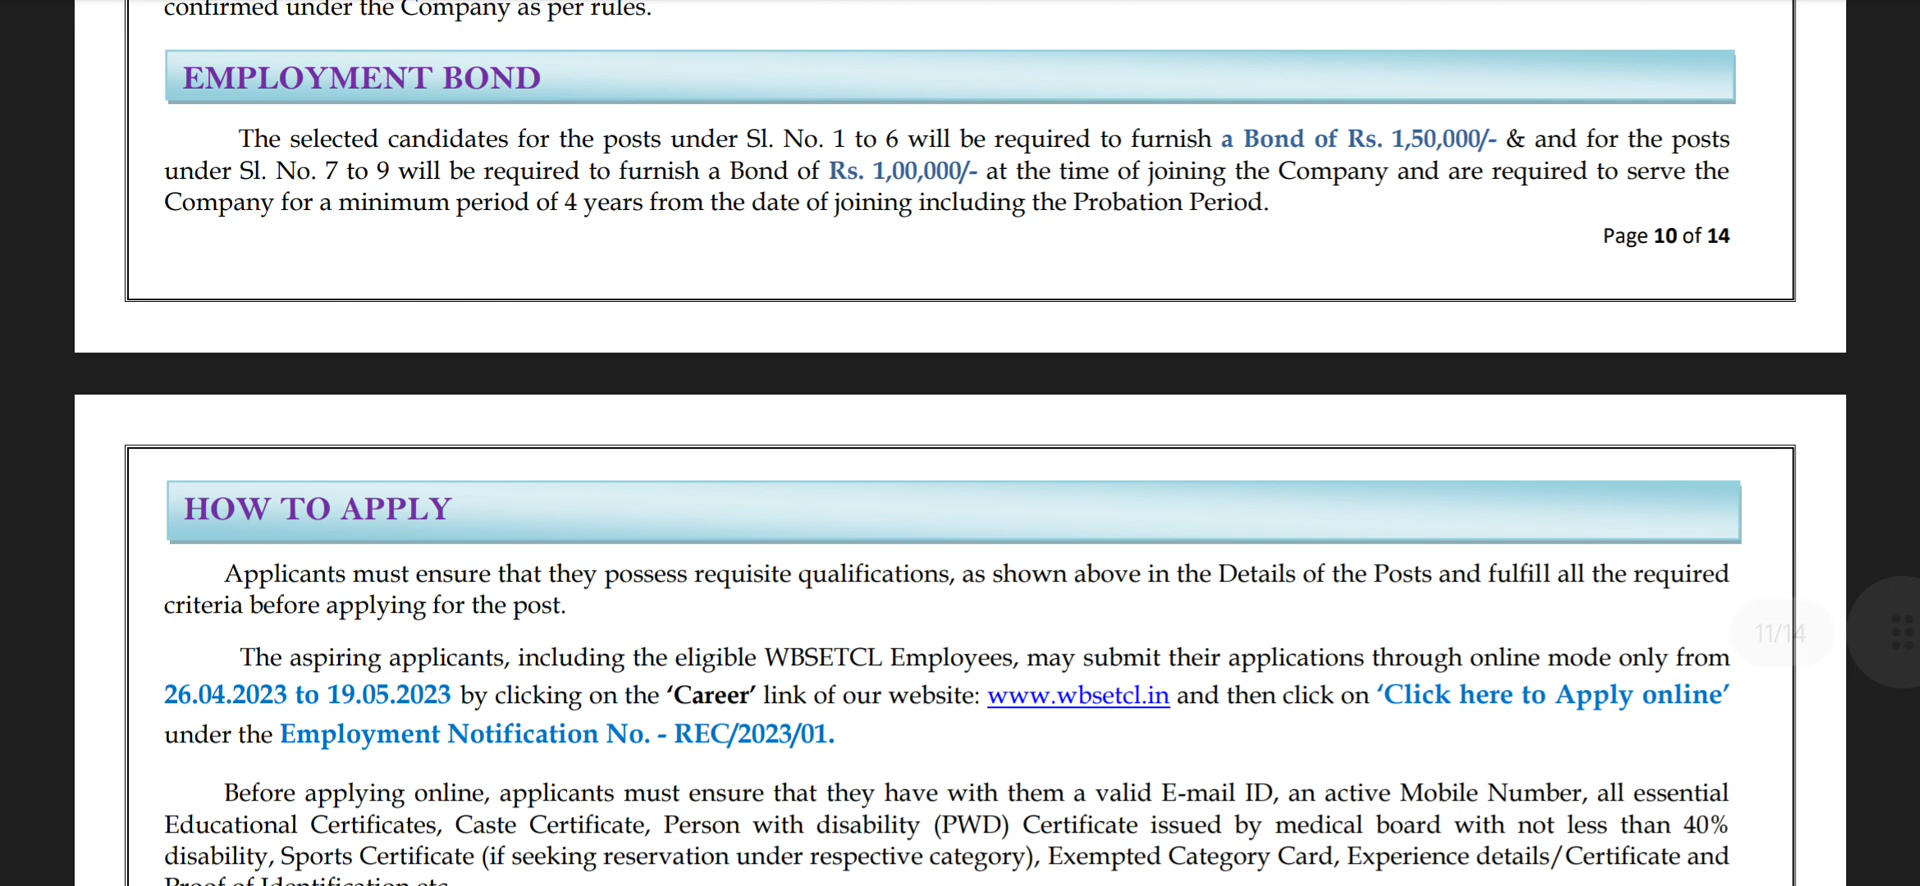 confirmed under the Company as per rules.
EMPLOYMENT BOND
The selected candidates for the posts under Sl. No. 1 to 6 will be required to furnish a Bond of Rs. 1,50,000/- & and for the posts
under Sl. No. 7 to 9 will be required to furnish a Bond of Rs. 1,00,000/- at the time of joining the Company and are required to serve the
Company for a minimum period of 4 years from the date of joining including the Probation Period.
Page 10 of 14
HOW TO APPLY
Applicants must ensure that they possess requisite qualifications, as shown above in the Details of the Posts and fulfill all the required
criteria before applying for the post.
11/14
The aspiring applicants, including the eligible WBSETCL Employees, may submit their applications through online mode only from
26.04.2023 to 19.05.2023 by clicking on the ‘Career’ link of our website: www.wbsetcl.in and then click on ‘Click here to Apply online’
under the Employment Notification No. - REC/2023/01.
Before applying online, applicants must ensure that they have with them a valid E-mail ID, an active Mobile Number, all essential
Educational Certificates, Caste Certificate, Person with disability (PWD) Certificate issued by medical board with not less than 40%
disability, Sports Certificate (if seeking reservation under respective category), Exempted Category Card, Experience details/Certificate and
Proof of Identification etc